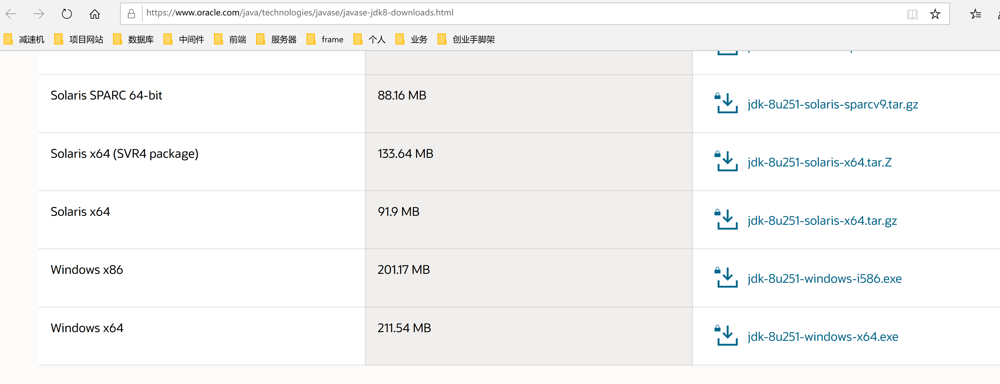 https://www.oracle.com/java/technologies/javase/javase-jdk8-downloads.html
减速机 项目网站 数据库 中间件 前端 服务器 frame 个人 业务 创业手脚架
Solaris SPARC 64-bit 88.16 MB jdk-8u251-solaris-sparcv9.tar.gz
Solaris x64 (SVR4 package) 133.64 MB jdk-8u251-solaris-x64.tar.Z
Solaris x64 91.9 MB jdk-8u251-solaris-x64.tar.gz
Windows x86 201.17 MB jdk-8u251-windows-i586.exe
Windows x64 211.54 MB jdk-8u251-windows-x64.exe